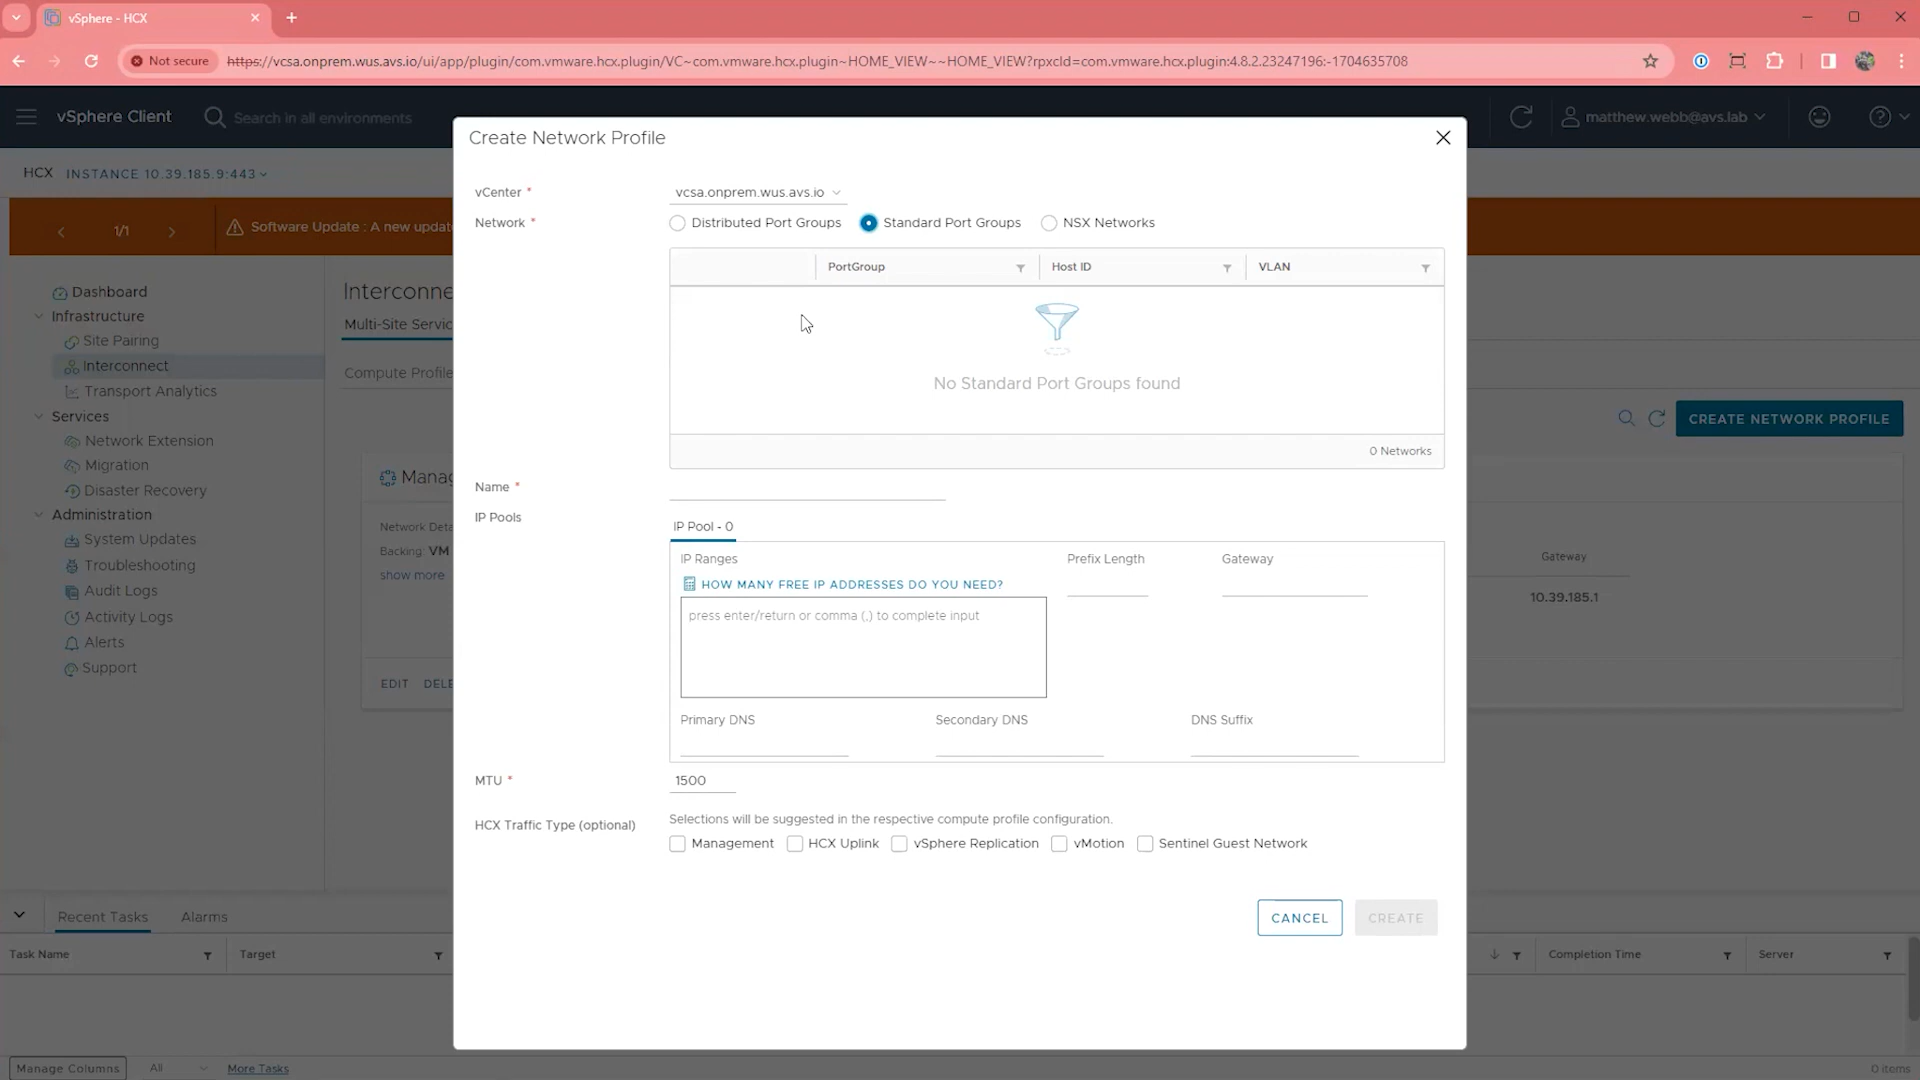 vSphere - HCX
Not secure
https://vcsa.onprem.wus.avs.io/ui/app/plugin/com.vmware.hcx.plugin/VC~com.vmware.hcx.plugin~HOME_VIEW~~HOME_VIEW?rpxcId=com.vmware.hcx.plugin:4.8.2.23247196:-1704635708
vSphere Client
Search in all environments
matthew.webb@avs.lab
HCX INSTANCE 10.39.185.9:443
1/1
Software Update : A new updat
Dashboard
Infrastructure
Site Pairing
Interconnect
Transport Analytics
Services
Network Extension
Migration
Disaster Recovery
Administration
System Updates
Troubleshooting
Audit Logs
Activity Logs
Alerts
Support
Interconne
Multi-Site Servic
Compute Profile
CREATE NETWORK PROFILE
Manag
Network Deta
Backing: VM
show more
EDIT DELE
Gateway
10.39.185.1
Create Network Profile
vCenter *
vcsa.onprem.wus.avs.io
Network *
Distributed Port Groups
Standard Port Groups
NSX Networks
PortGroup
Host ID
VLAN
No Standard Port Groups found
0 Networks
Name *
IP Pools
IP Pool - 0
IP Ranges
Prefix Length
Gateway
HOW MANY FREE IP ADDRESSES DO YOU NEED?
press enter/return or comma (,) to complete input
Primary DNS
Secondary DNS
DNS Suffix
MTU *
1500
HCX Traffic Type (optional)
Selections will be suggested in the respective compute profile configuration.
Management
HCX Uplink
vSphere Replication
vMotion
Sentinel Guest Network
CANCEL
CREATE
Recent Tasks
Alarms
Task Name
Target
Completion Time
Server
Manage Columns
All
More Tasks
0 items